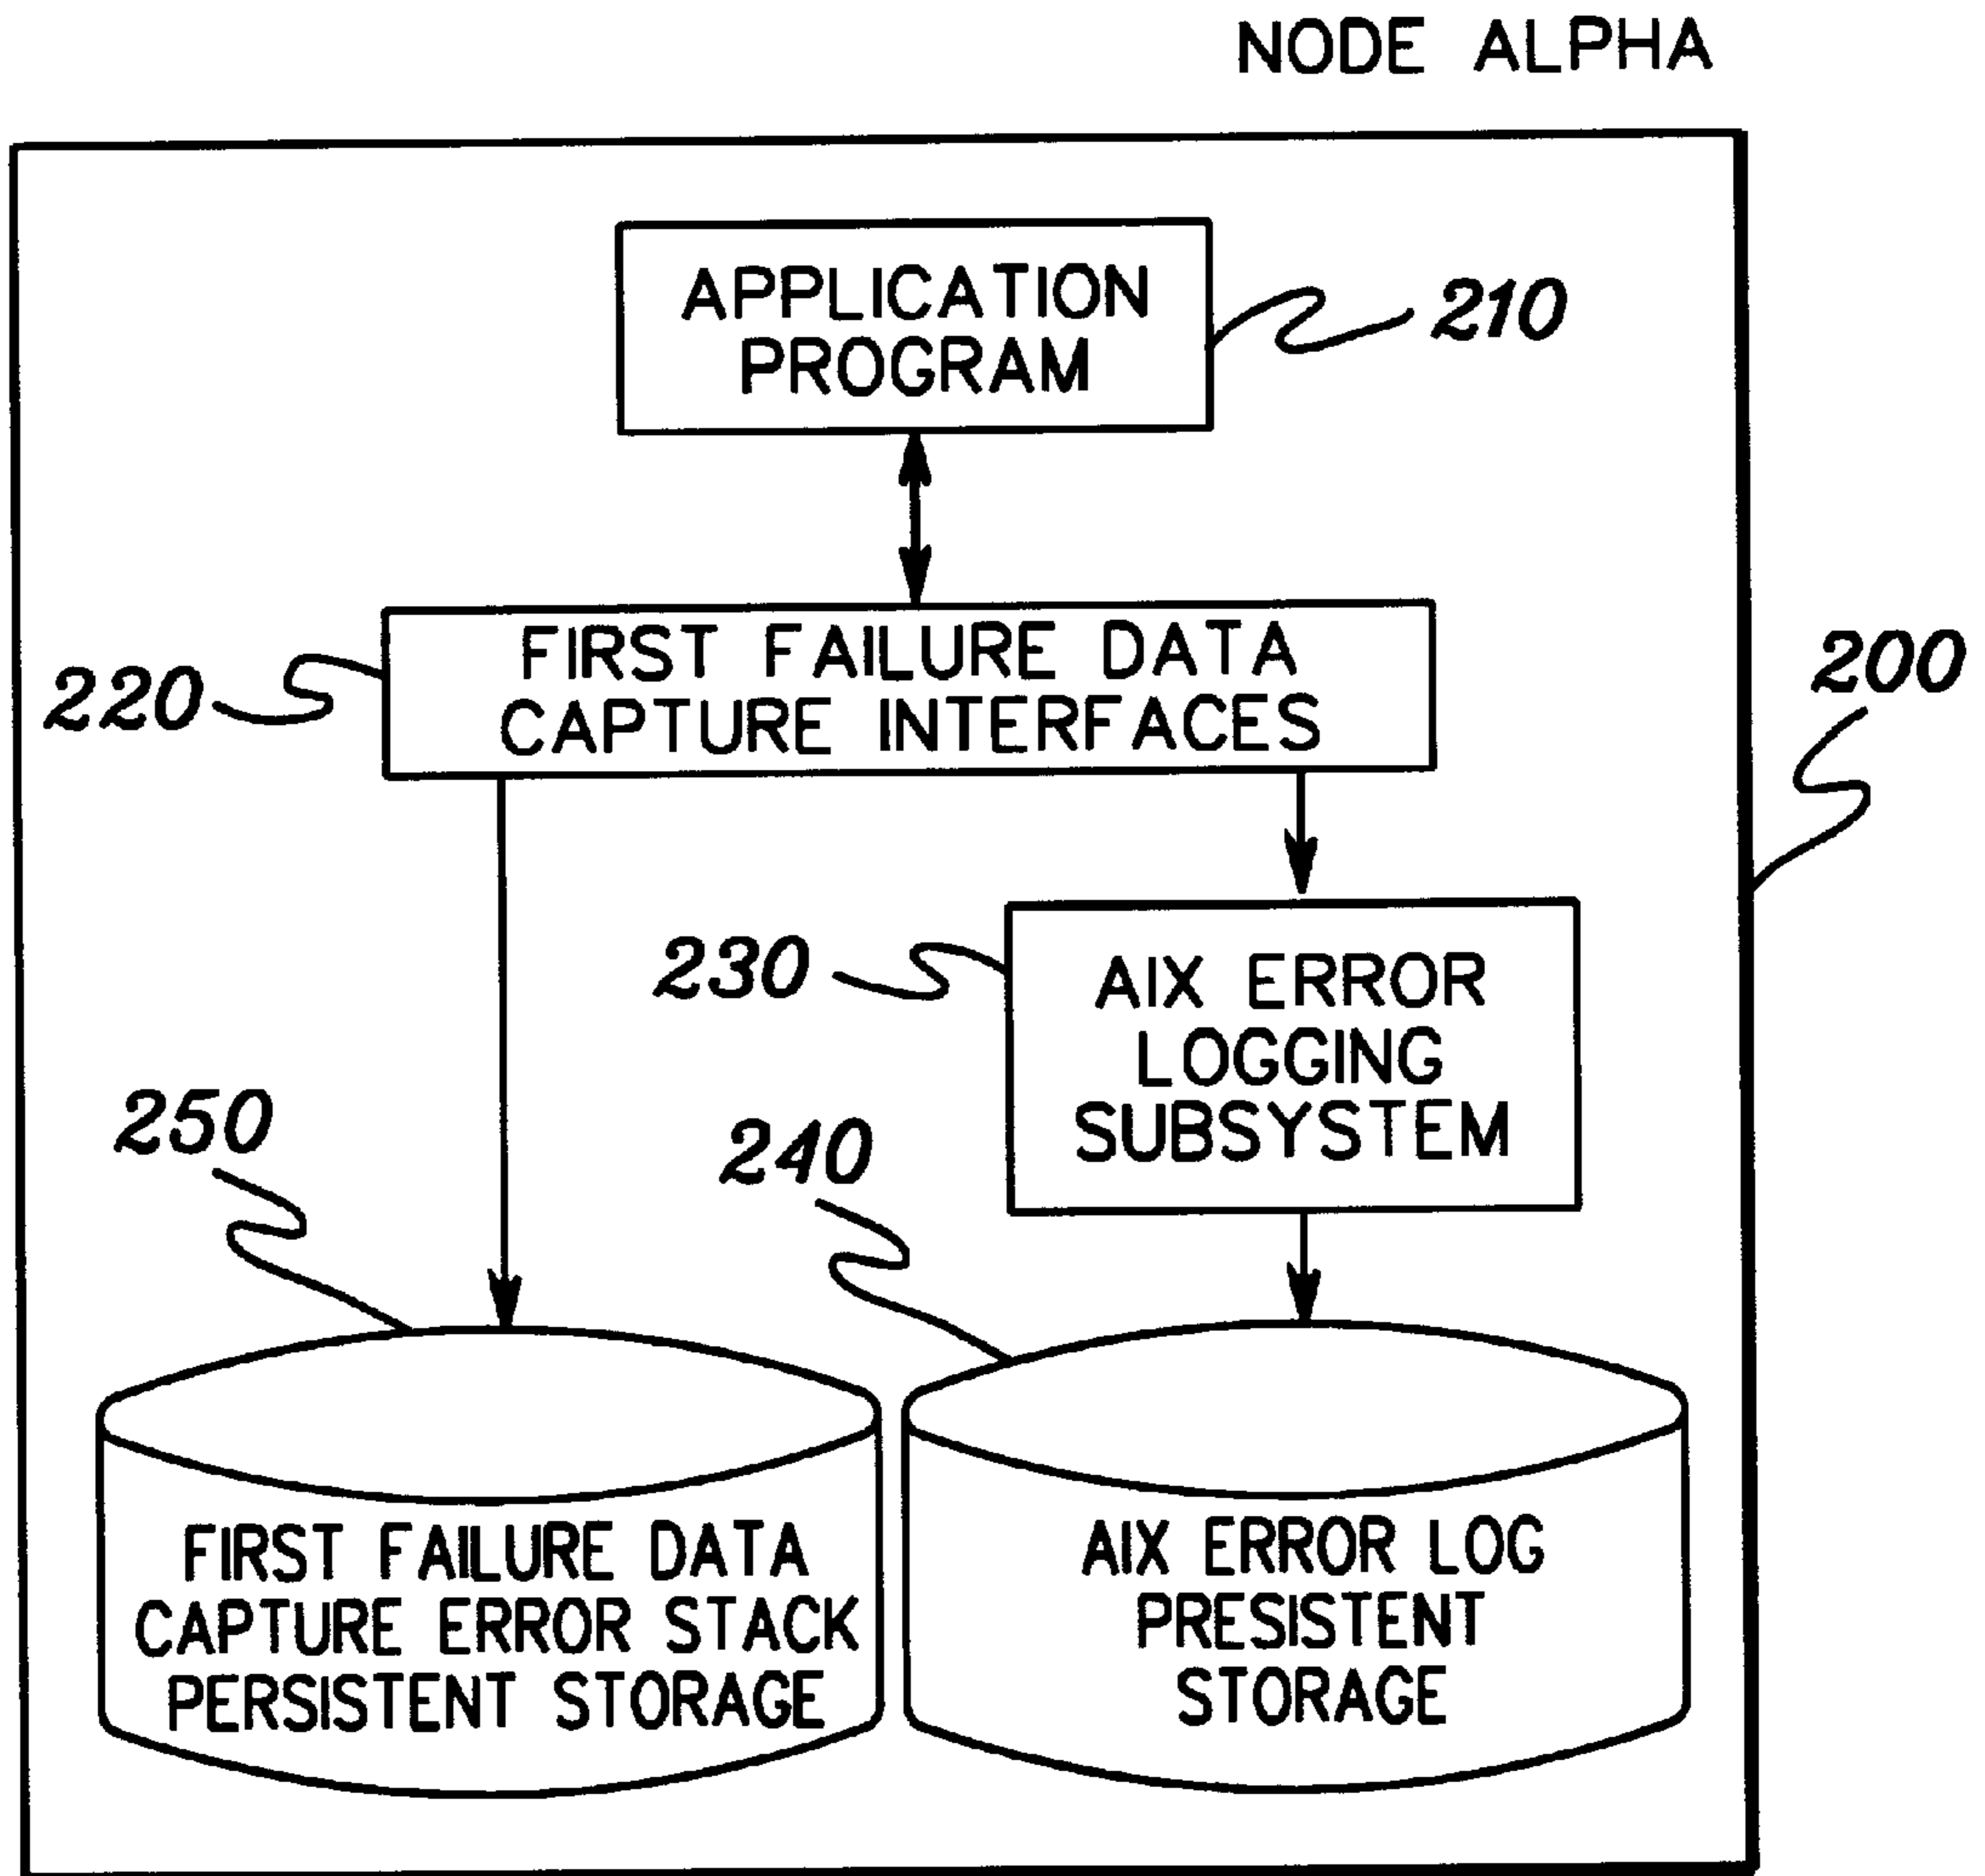 NODE ALPHA
APPLICATION
PROGRAM
210
FIRST FAILURE DATA
CAPTURE INTERFACES
220
200
230
AIX ERROR
LOGGING
SUBSYSTEM
250
240
FIRST FAILURE DATA
CAPTURE ERROR STACK
PERSISTENT STORAGE
AIX ERROR LOG
PRESISTENT
STORAGE